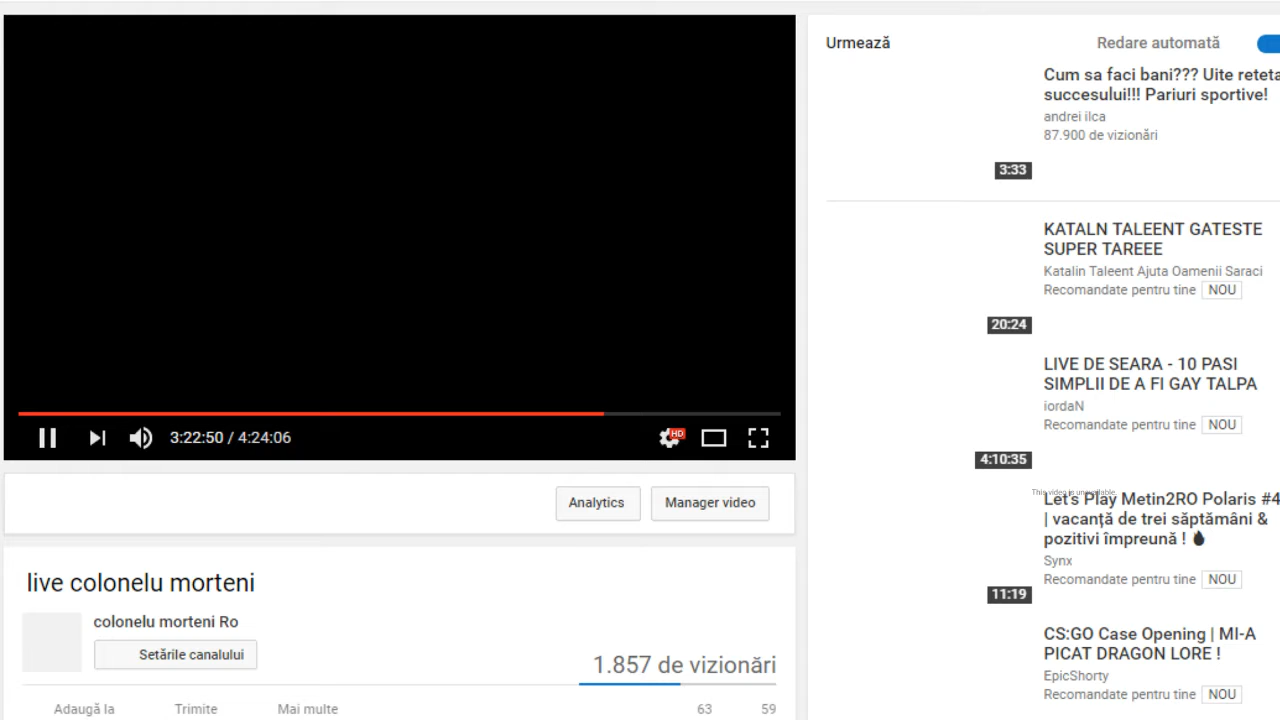 Urmează
Redare automată
Cum sa faci bani??? Uite reteta
succesului!!! Pariuri sportive!
andrei ilca
87.900 de vizionări
3:33
KATALN TALEENT GATESTE
SUPER TAREEE
Katalin Taleent Ajuta Oamenii Saraci
Recomandate pentru tine NOU
20:24
LIVE DE SEARA - 10 PASI
SIMPLII DE A FI GAY TALPA
iordaN
Recomandate pentru tine NOU
4:10:35
This video is unavailable.
Let's Play Metin2RO Polaris #4
| vacanță de trei săptămâni &
pozitivi împreună !
Synx
Recomandate pentru tine NOU
11:19
CS:GO Case Opening | MI-A
PICAT DRAGON LORE !
EpicShorty
Recomandate pentru tine NOU
HD
3:22:50 / 4:24:06
Analytics
Manager video
live colonelu morteni
colonelu morteni Ro
Setările canalului
1.857 de vizionări
Adaugă la
Trimite
Mai multe
63
59